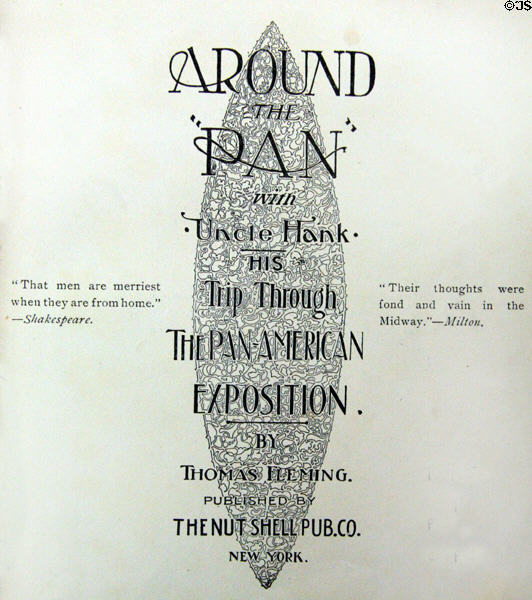 ©JS
AROUND
THE
"PAN"
with
·Uncle Hank·
HIS
Trip Through
THE PAN-AMERICAN
EXPOSITION.
BY
THOMAS FLEMING.
PUBLISHED BY
THE NUT SHELL PUB. CO.
NEW YORK.
"That men are merriest
when they are from home."
—Shakespeare.
"Their thoughts were
fond and vain in the
Midway."—Milton.